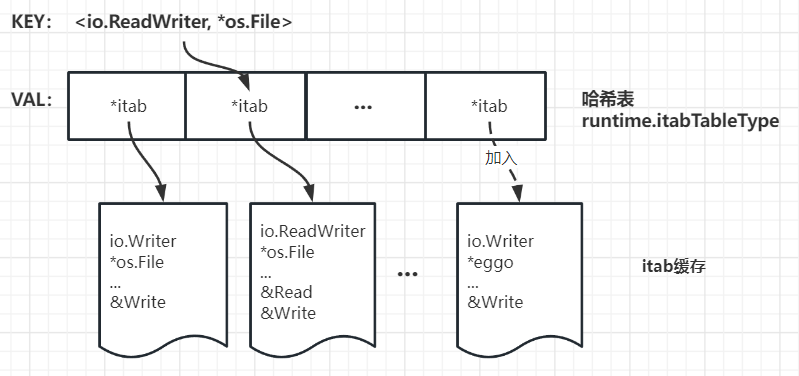 KEY: <io.ReadWriter, *os.File>
VAL:
*itab
*itab
...
*itab
哈希表
runtime.itabTableType
加入
io.Writer
*os.File
...
&Write
io.ReadWriter
*os.File
...
&Read
&Write
...
io.Writer
*eggo
...
&Write
itab缓存